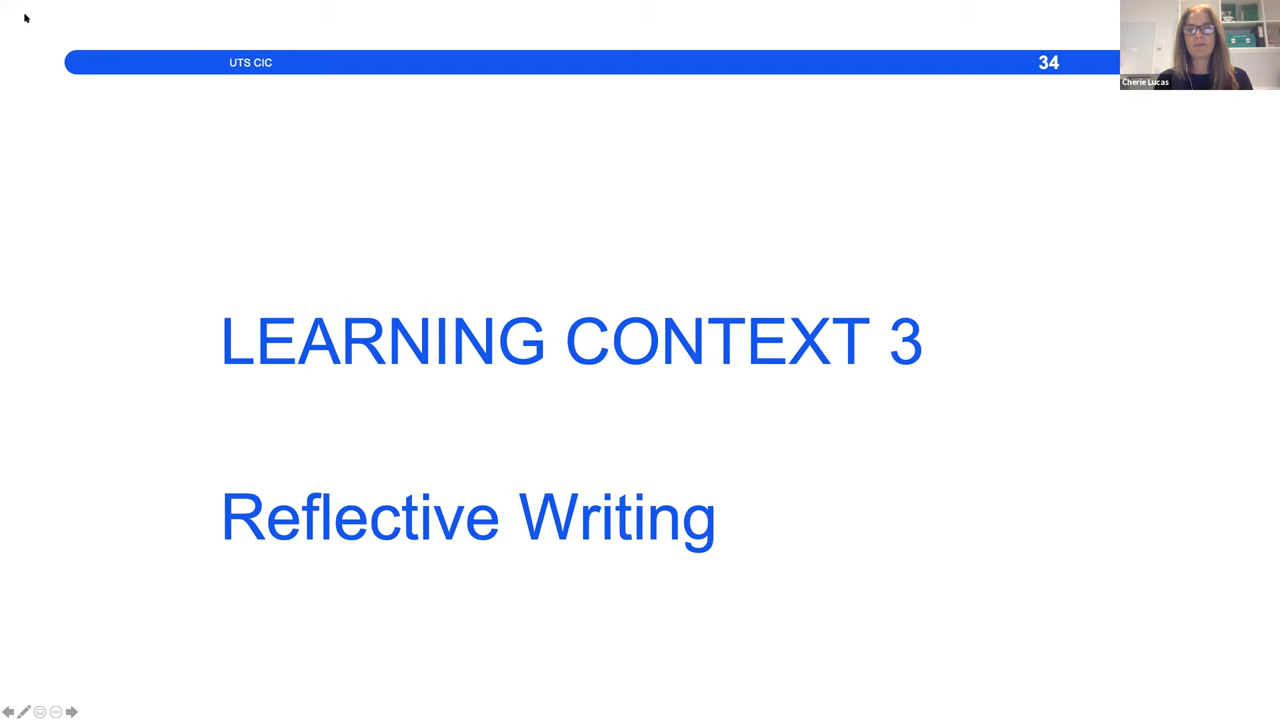 UTS CIC
34
Cherie Lucas
LEARNING CONTEXT 3
Reflective Writing